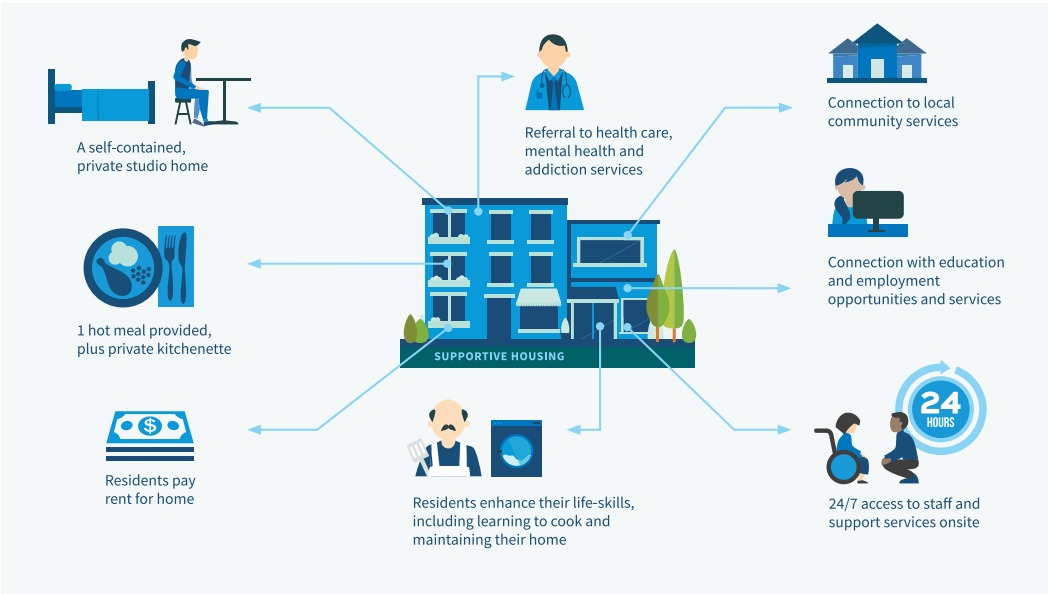 A self-contained,
private studio home
Referral to health care,
mental health and
addiction services
Connection to local
community services
1 hot meal provided,
plus private kitchenette
Connection with education
and employment
opportunities and services
SUPPORTIVE HOUSING
$
Residents pay
rent for home
Residents enhance their life-skills,
including learning to cook and
maintaining their home
24
HOURS
24/7 access to staff and
support services onsite